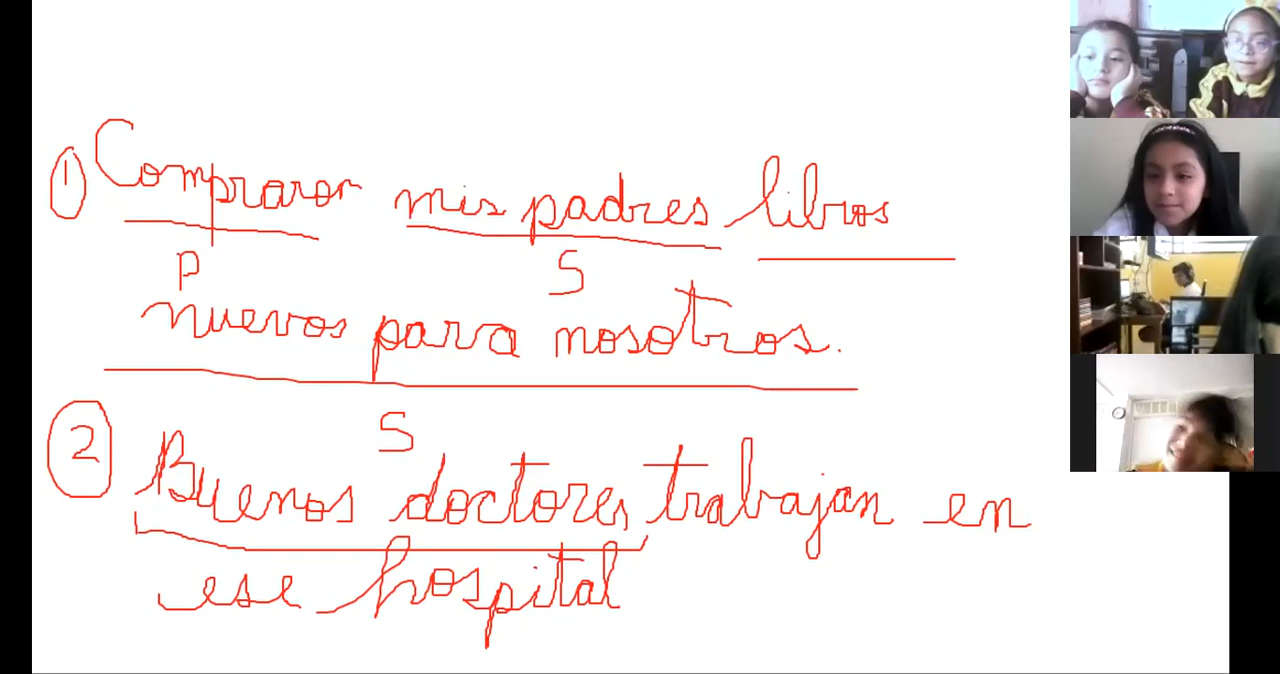 1 Compraron mis padres libros
P S
nuevos para nosotros.
S
2 Buenos doctores trabajan en
ese hospital